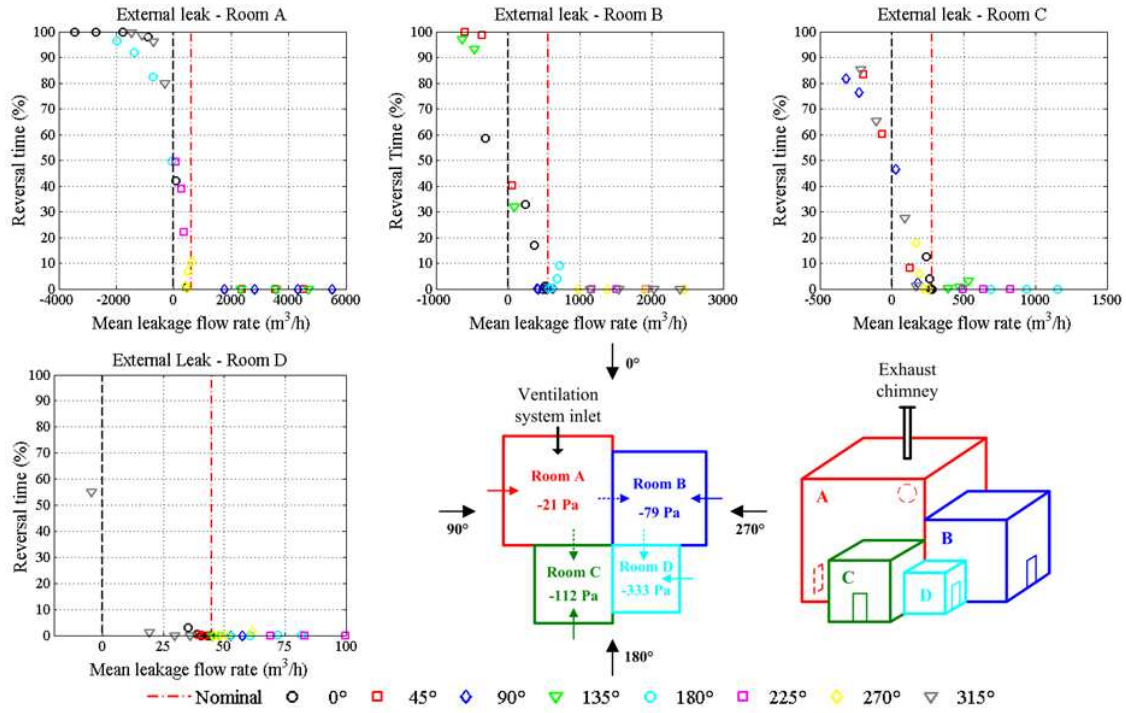 External leak - Room A
Reversal time (%)
100
90
80
70
60
50
40
30
20
10
0
-4000 -2000 0 2000 4000 6000
Mean leakage flow rate (m³/h)
External leak - Room B
Reversal Time (%)
100
90
80
70
60
50
40
30
20
10
0
-1000 0 1000 2000 3000
Mean leakage flow rate (m³/h)
External leak - Room C
Reversal time (%)
100
90
80
70
60
50
40
30
20
10
0
-500 0 500 1000 1500
Mean leakage flow rate (m³/h)
External Leak - Room D
Reversal time (%)
100
90
80
70
60
50
40
30
20
10
0
0 25 50 75 100
Mean leakage flow rate (m³/h)
0°
Ventilation
system inlet
Room A
-21 Pa
Room B
-79 Pa
90°
270°
Room C
-112 Pa
Room D
-333 Pa
180°
Exhaust
chimney
A
B
C
D
Nominal 0° 45° 90° 135° 180° 225° 270° 315°